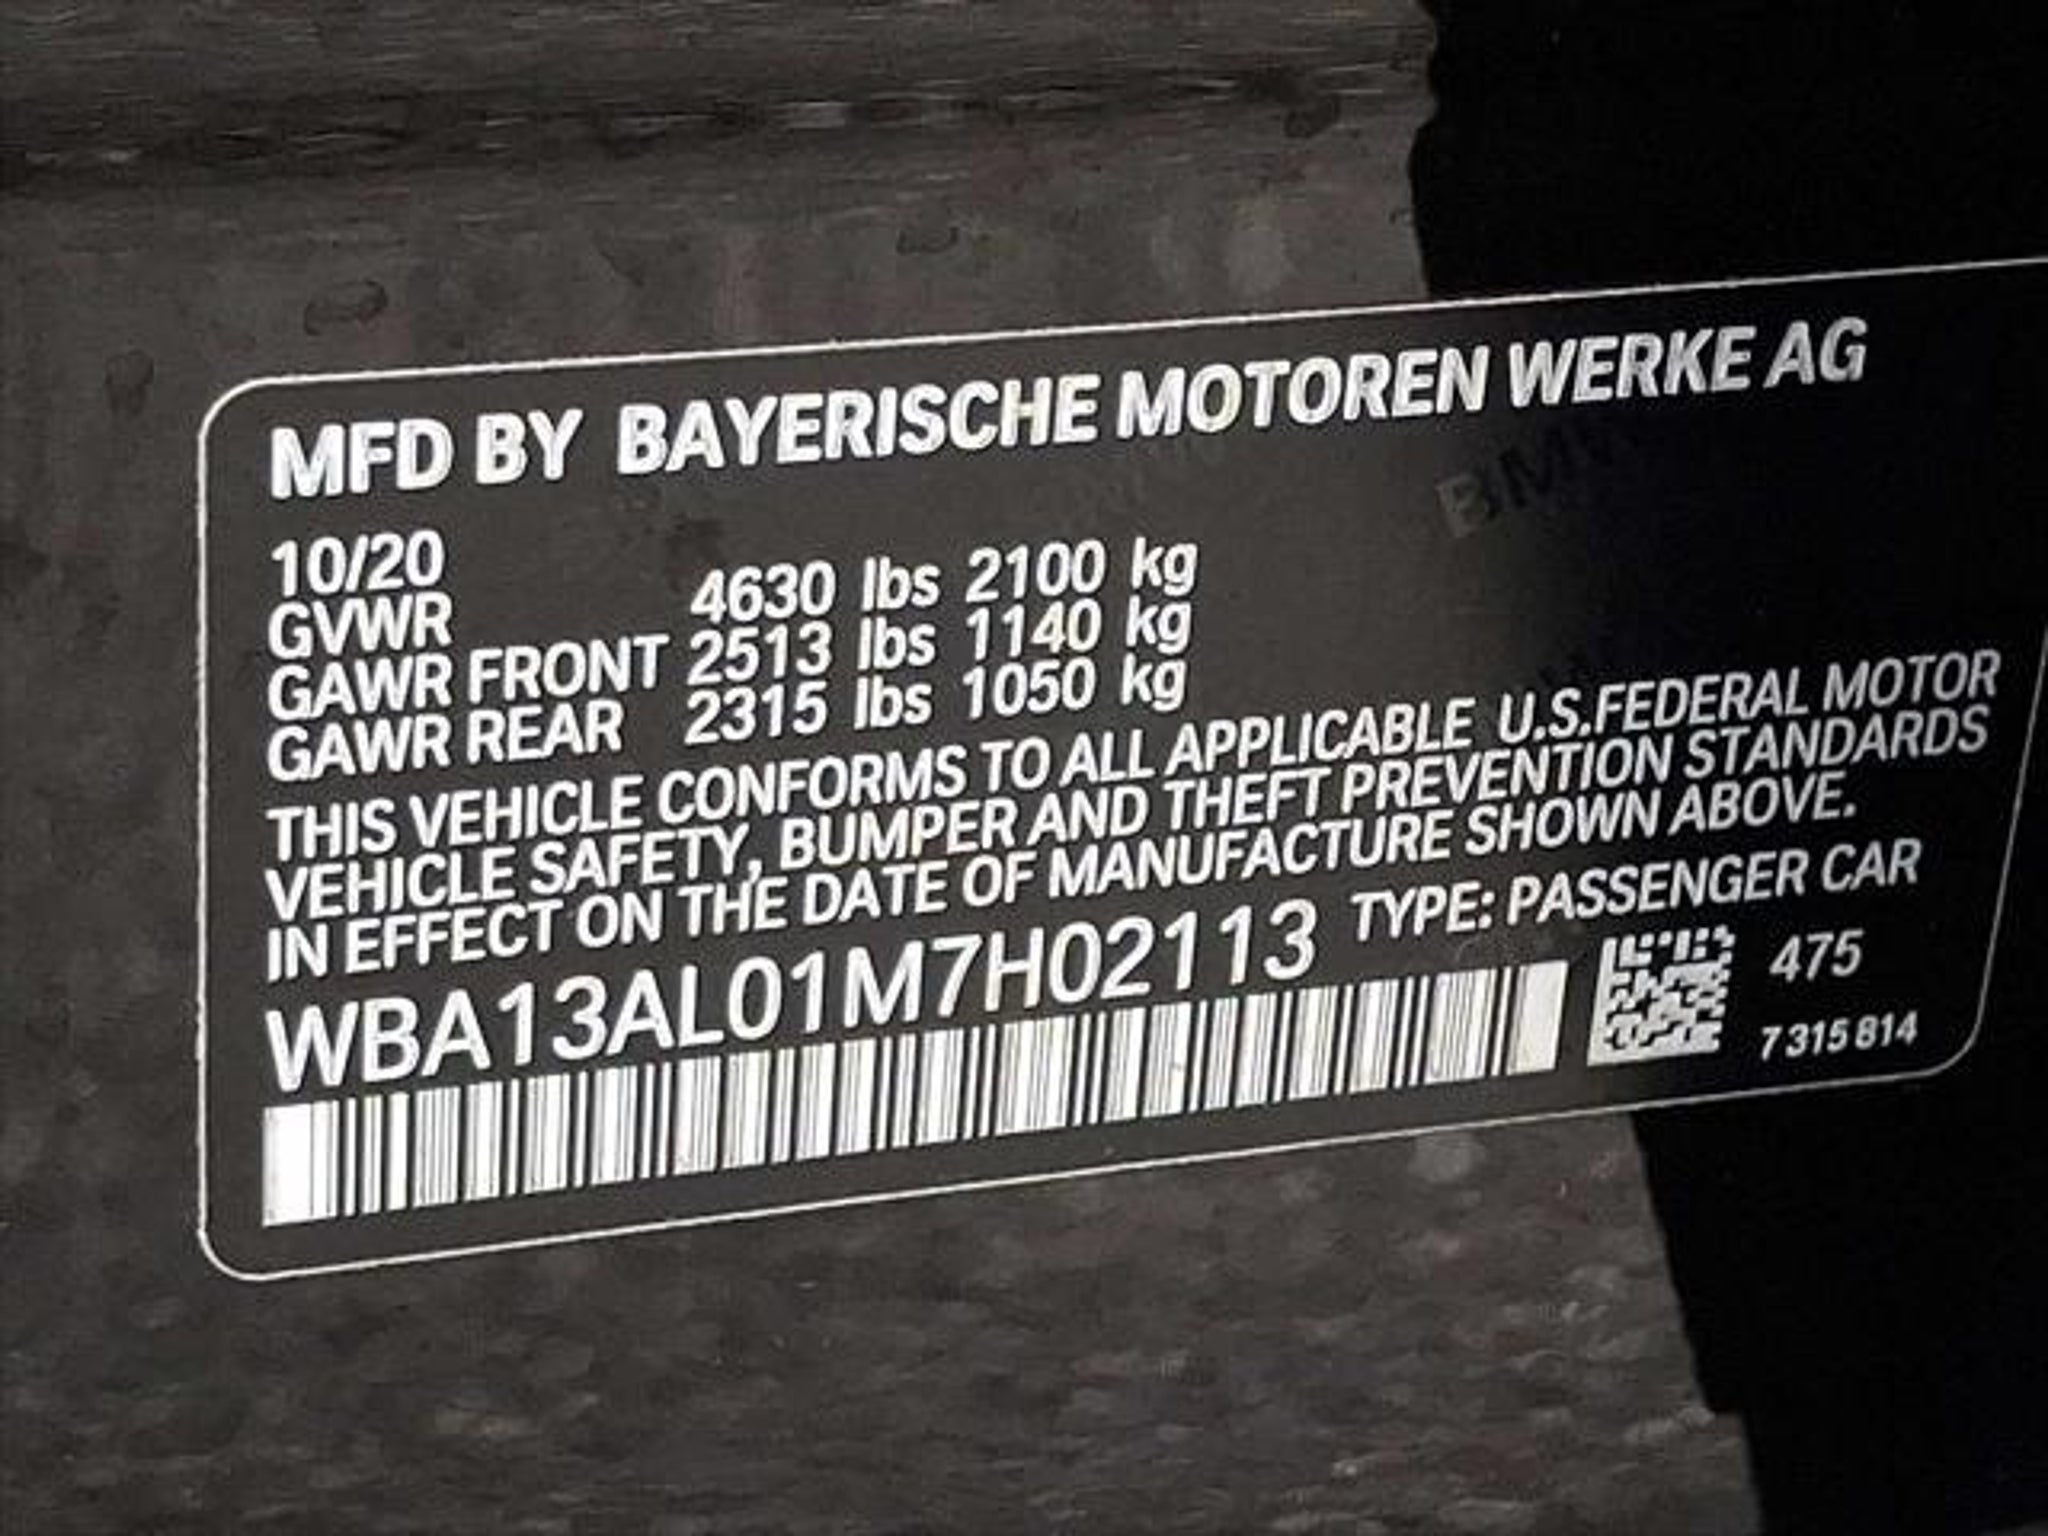 MFD BY BAYERISCHE MOTOREN WERKE AG
BMW
10/20
GVWR 4630 lbs 2100 kg
GAWR FRONT 2513 lbs 1140 kg
GAWR REAR 2315 lbs 1050 kg
THIS VEHICLE CONFORMS TO ALL APPLICABLE U.S.FEDERAL MOTOR
VEHICLE SAFETY, BUMPER AND THEFT PREVENTION STANDARDS
IN EFFECT ON THE DATE OF MANUFACTURE SHOWN ABOVE.
WBA13AL01M7H02113 TYPE: PASSENGER CAR
475
7 315 814